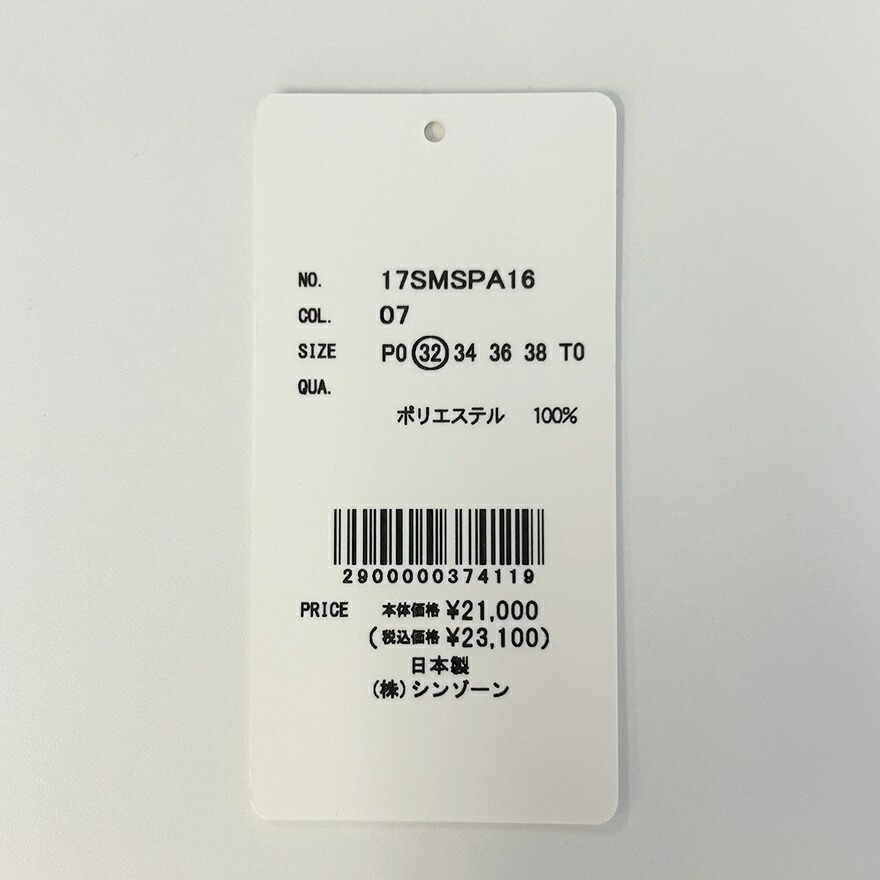 NO. 17SMSPA16
COL. 07
SIZE P0 32 34 36 38 T0
QUA.
ポリエステル 100%
2900000374119
PRICE 本体価格 ¥21,000
(税込価格 ¥23,100)
日本製
(株)シンゾーン